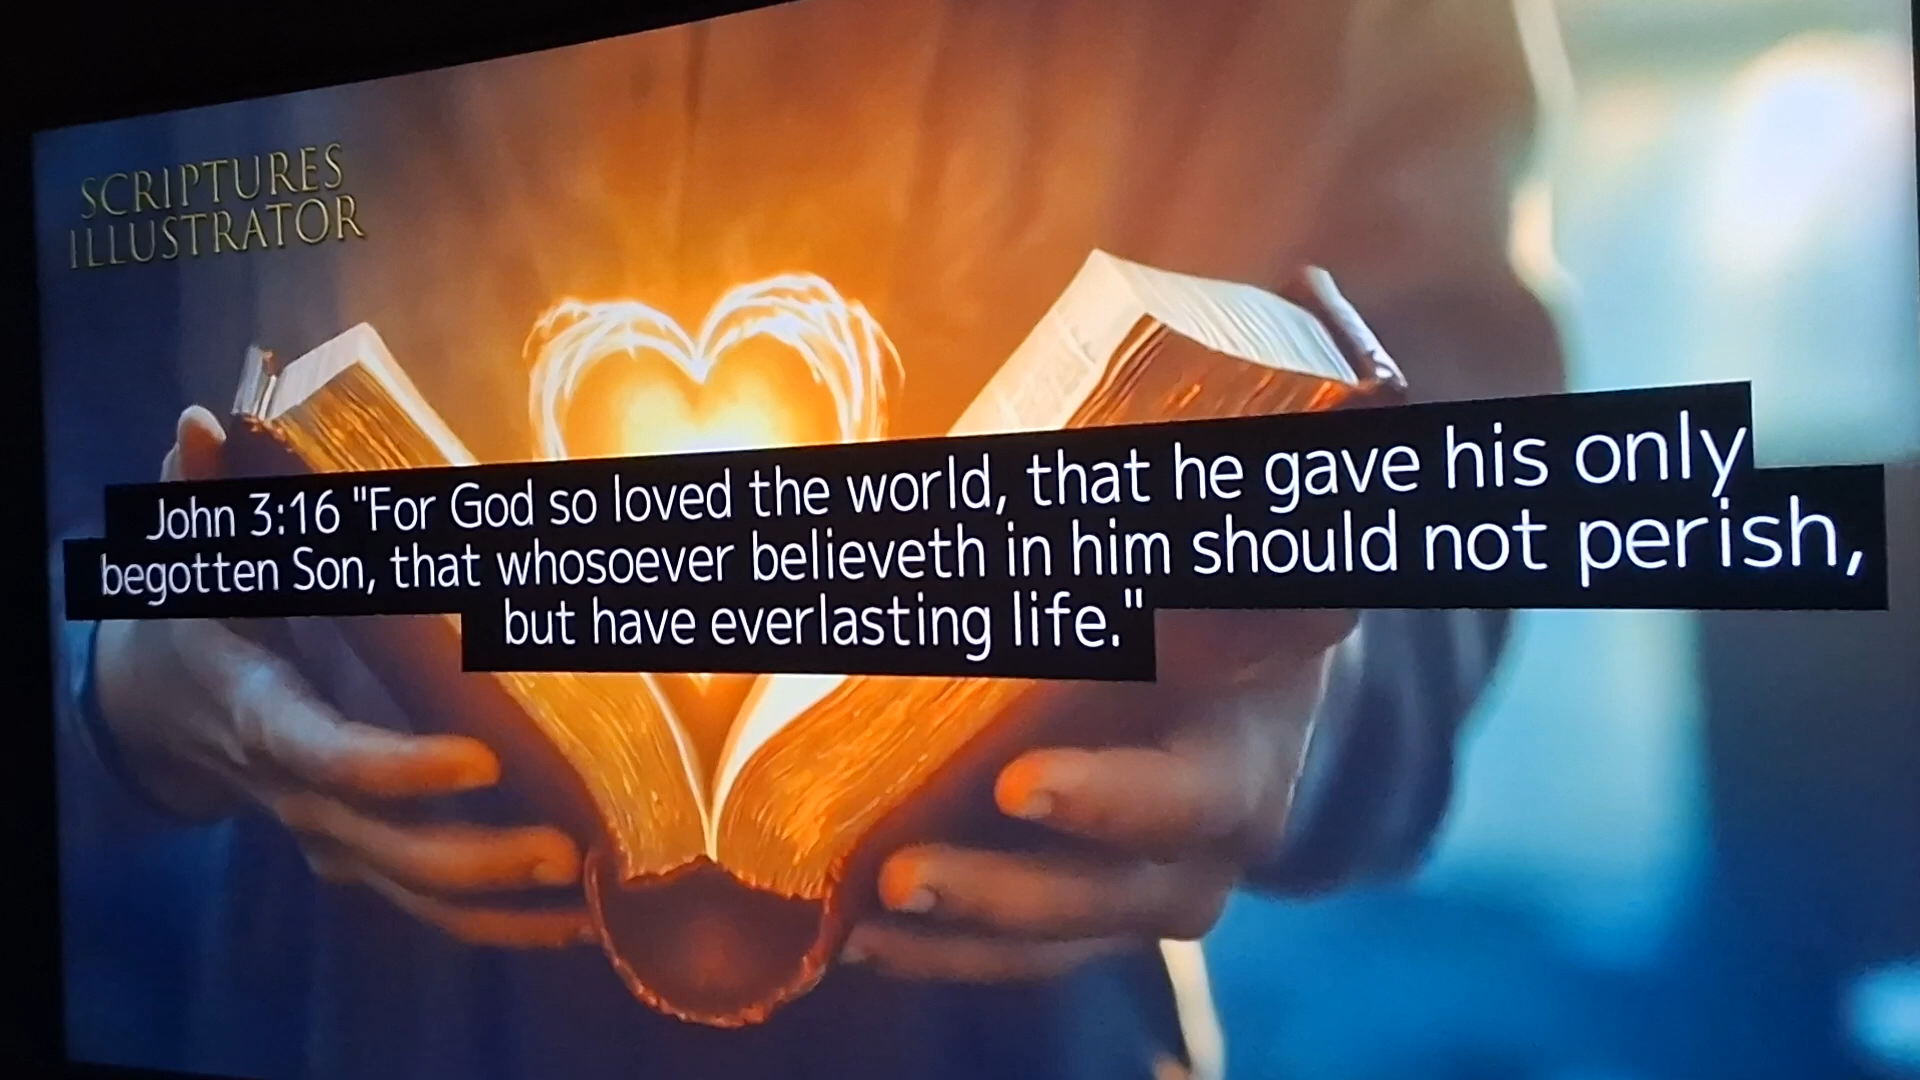 SCRIPTURES
ILLUSTRATOR
John 3:16 "For God so loved the world, that he gave his only
begotten Son, that whosoever believeth in him should not perish,
but have everlasting life."